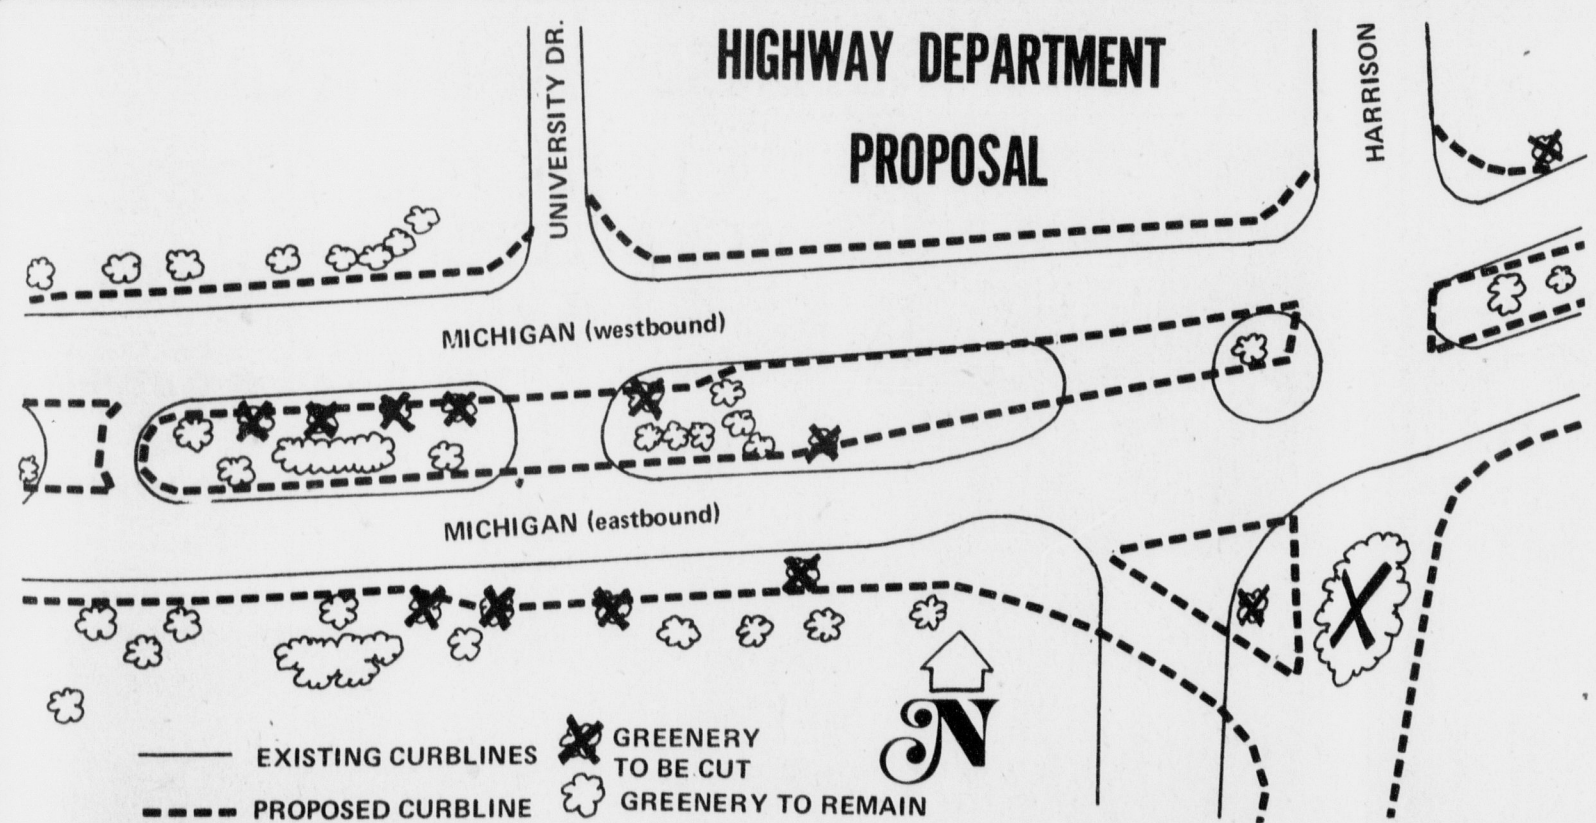 HIGHWAY DEPARTMENT
PROPOSAL
UNIVERSITY DR.
HARRISON
MICHIGAN (westbound)
MICHIGAN (eastbound)
N
EXISTING CURBLINES
PROPOSED CURBLINE
GREENERY
TO BE CUT
GREENERY TO REMAIN